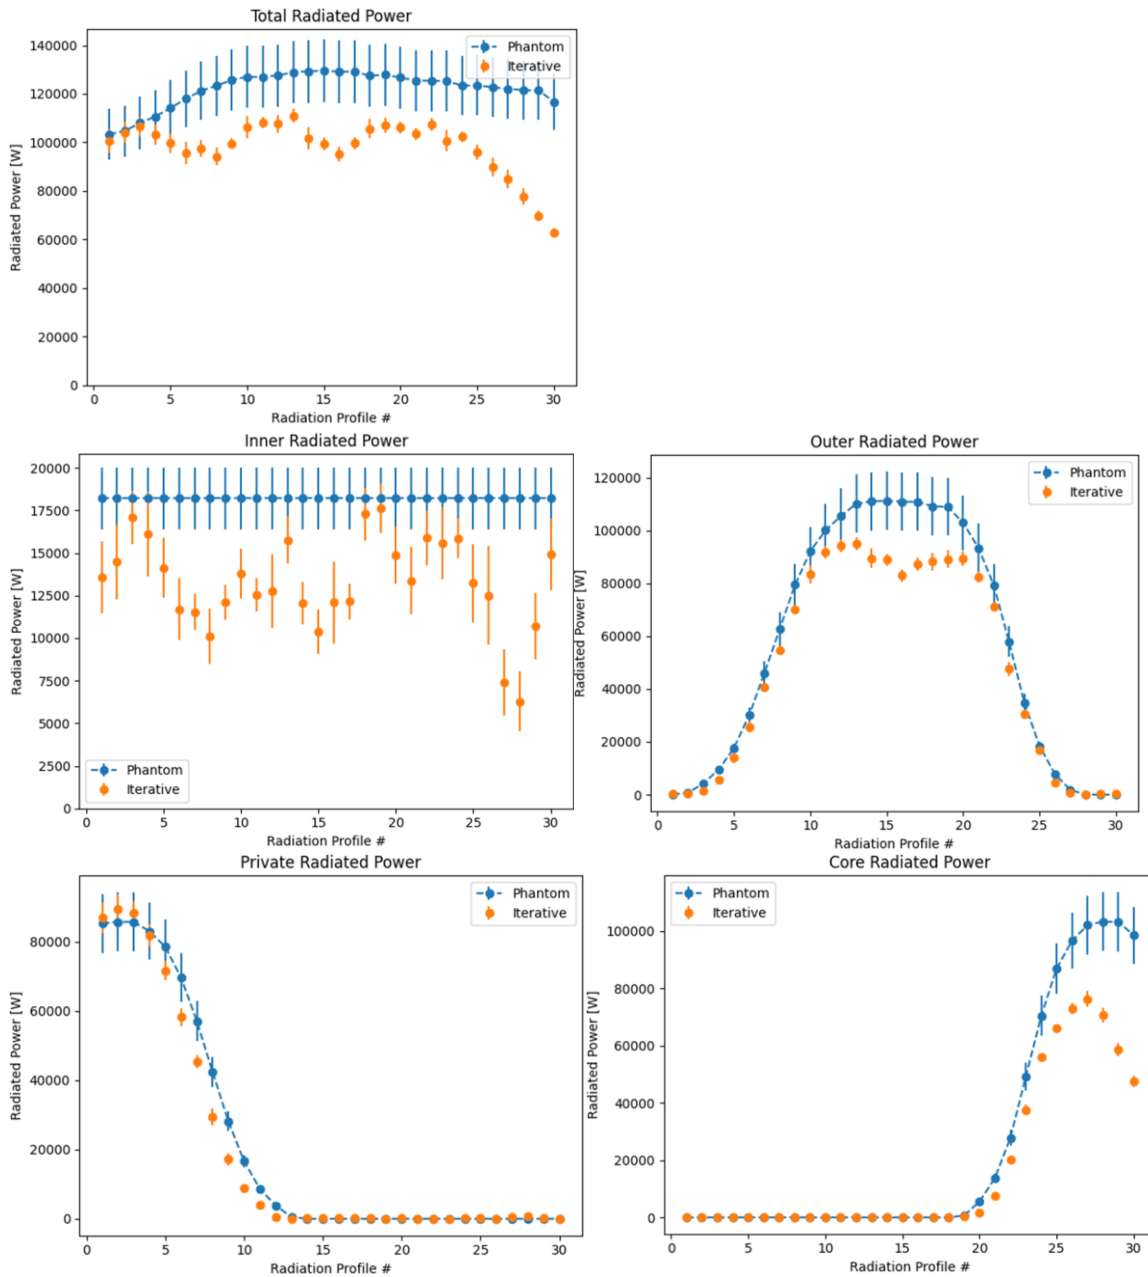 Total Radiated Power
Radiated Power [W]
140000
120000
100000
80000
60000
40000
20000
0
Phantom
Iterative
0 5 10 15 20 25 30
Radiation Profile #
Inner Radiated Power
Radiated Power [W]
20000
17500
15000
12500
10000
7500
5000
2500
0
Phantom
Iterative
0 5 10 15 20 25 30
Radiation Profile #
Outer Radiated Power
Radiated Power [W]
120000
100000
80000
60000
40000
20000
0
Phantom
Iterative
0 5 10 15 20 25 30
Radiation Profile #
Private Radiated Power
Radiated Power [W]
80000
60000
40000
20000
0
Phantom
Iterative
0 5 10 15 20 25 30
Radiation Profile #
Core Radiated Power
Radiated Power [W]
100000
80000
60000
40000
20000
0
Phantom
Iterative
0 5 10 15 20 25 30
Radiation Profile #